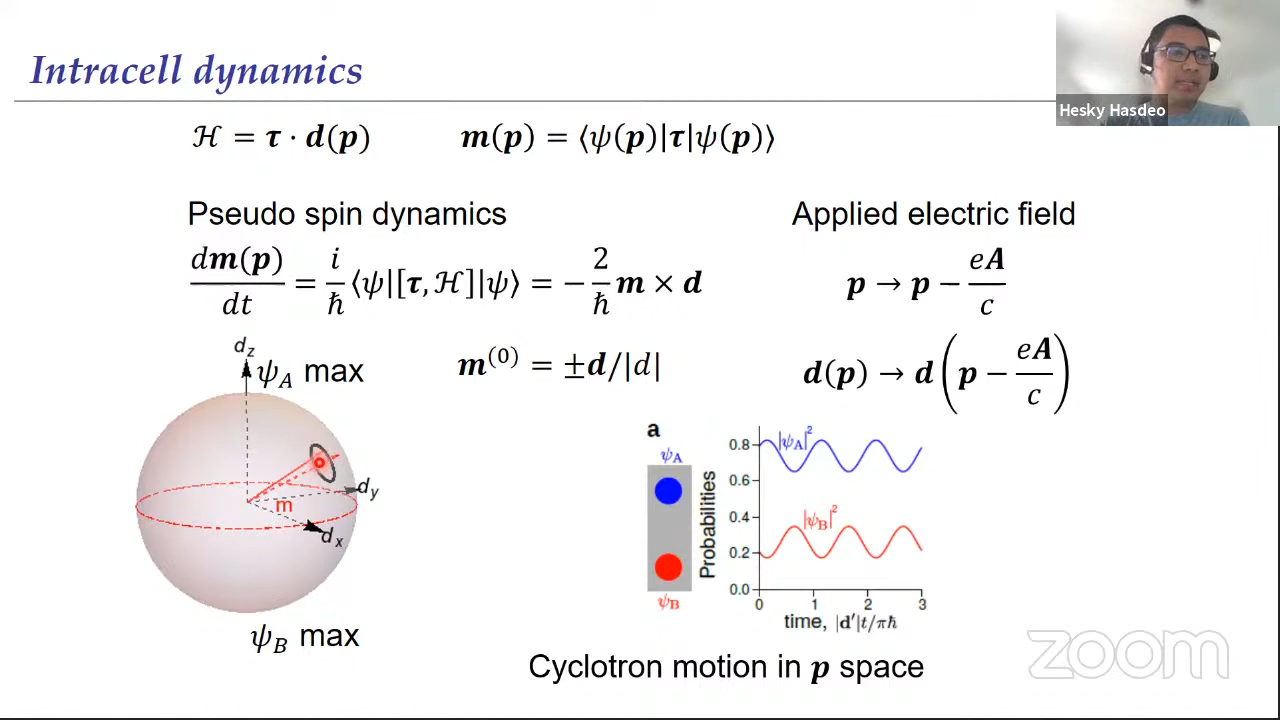 Intracell dynamics
Hesky Hasdeo
ℋ = 𝝉 · 𝒅(𝒑)
𝒎(𝒑) = ⟨𝜓(𝒑)|𝝉|𝜓(𝒑)⟩
Pseudo spin dynamics
Applied electric field
d𝒎(𝒑)/dt = i/ℏ ⟨𝜓|[𝝉, ℋ]|𝜓⟩ = − 2/ℏ 𝒎 × 𝒅
𝒑 → 𝒑 − e𝑨/c
𝒎⁽⁰⁾ = ±𝒅/|d|
𝒅(𝒑) → 𝒅(𝒑 − e𝑨/c)
d_z
𝜓_A max
m
d_y
d_x
𝜓_B max
a
ψ_A
ψ_B
Probabilities
0.8
0.6
0.4
0.2
0.0
|ψ_A|²
|ψ_B|²
0 1 2 3
time, |d′|t/πℏ
Cyclotron motion in 𝒑 space
zoom